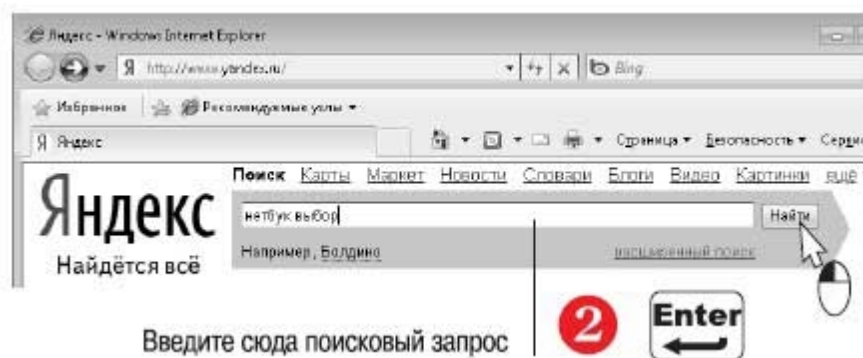 Яндекс - Windows Internet Explorer
Я http://www.yandex.ru/ Bing
Избранное Рекомендуемые узлы
Я Яндекс Страница Безопасность Сервис
Поиск Карты Маркет Новости Словари Блоги Видео Картинки ещё
Яндекс
нетбук выбор Найти
Найдётся всё
Например, Болдино расширенный поиск
Введите сюда поисковый запрос 2 Enter